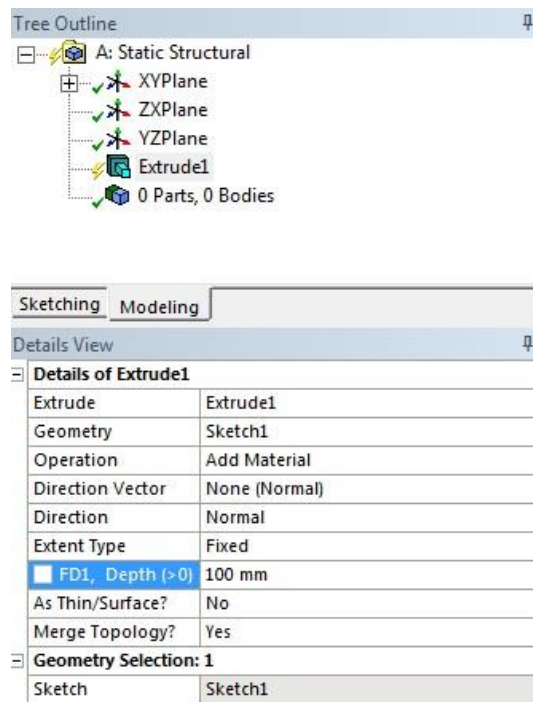 Tree Outline
A: Static Structural
XYPlane
ZXPlane
YZPlane
Extrude1
0 Parts, 0 Bodies
Sketching Modeling
Details View
Details of Extrude1
Extrude Extrude1
Geometry Sketch1
Operation Add Material
Direction Vector None (Normal)
Direction Normal
Extent Type Fixed
FD1, Depth (>0) 100 mm
As Thin/Surface? No
Merge Topology? Yes
Geometry Selection: 1
Sketch Sketch1